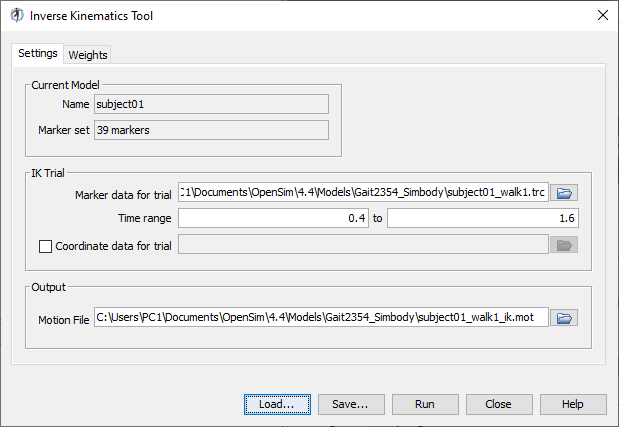 Inverse Kinematics Tool
Settings Weights
Current Model
Name subject01
Marker set 39 markers
IK Trial
Marker data for trial C1\Documents\OpenSim\4.4\Models\Gait2354_Simbody\subject01_walk1.trc
Time range 0.4 to 1.6
Coordinate data for trial
Output
Motion File C:\Users\PC1\Documents\OpenSim\4.4\Models\Gait2354_Simbody\subject01_walk1_ik.mot
Load... Save... Run Close Help